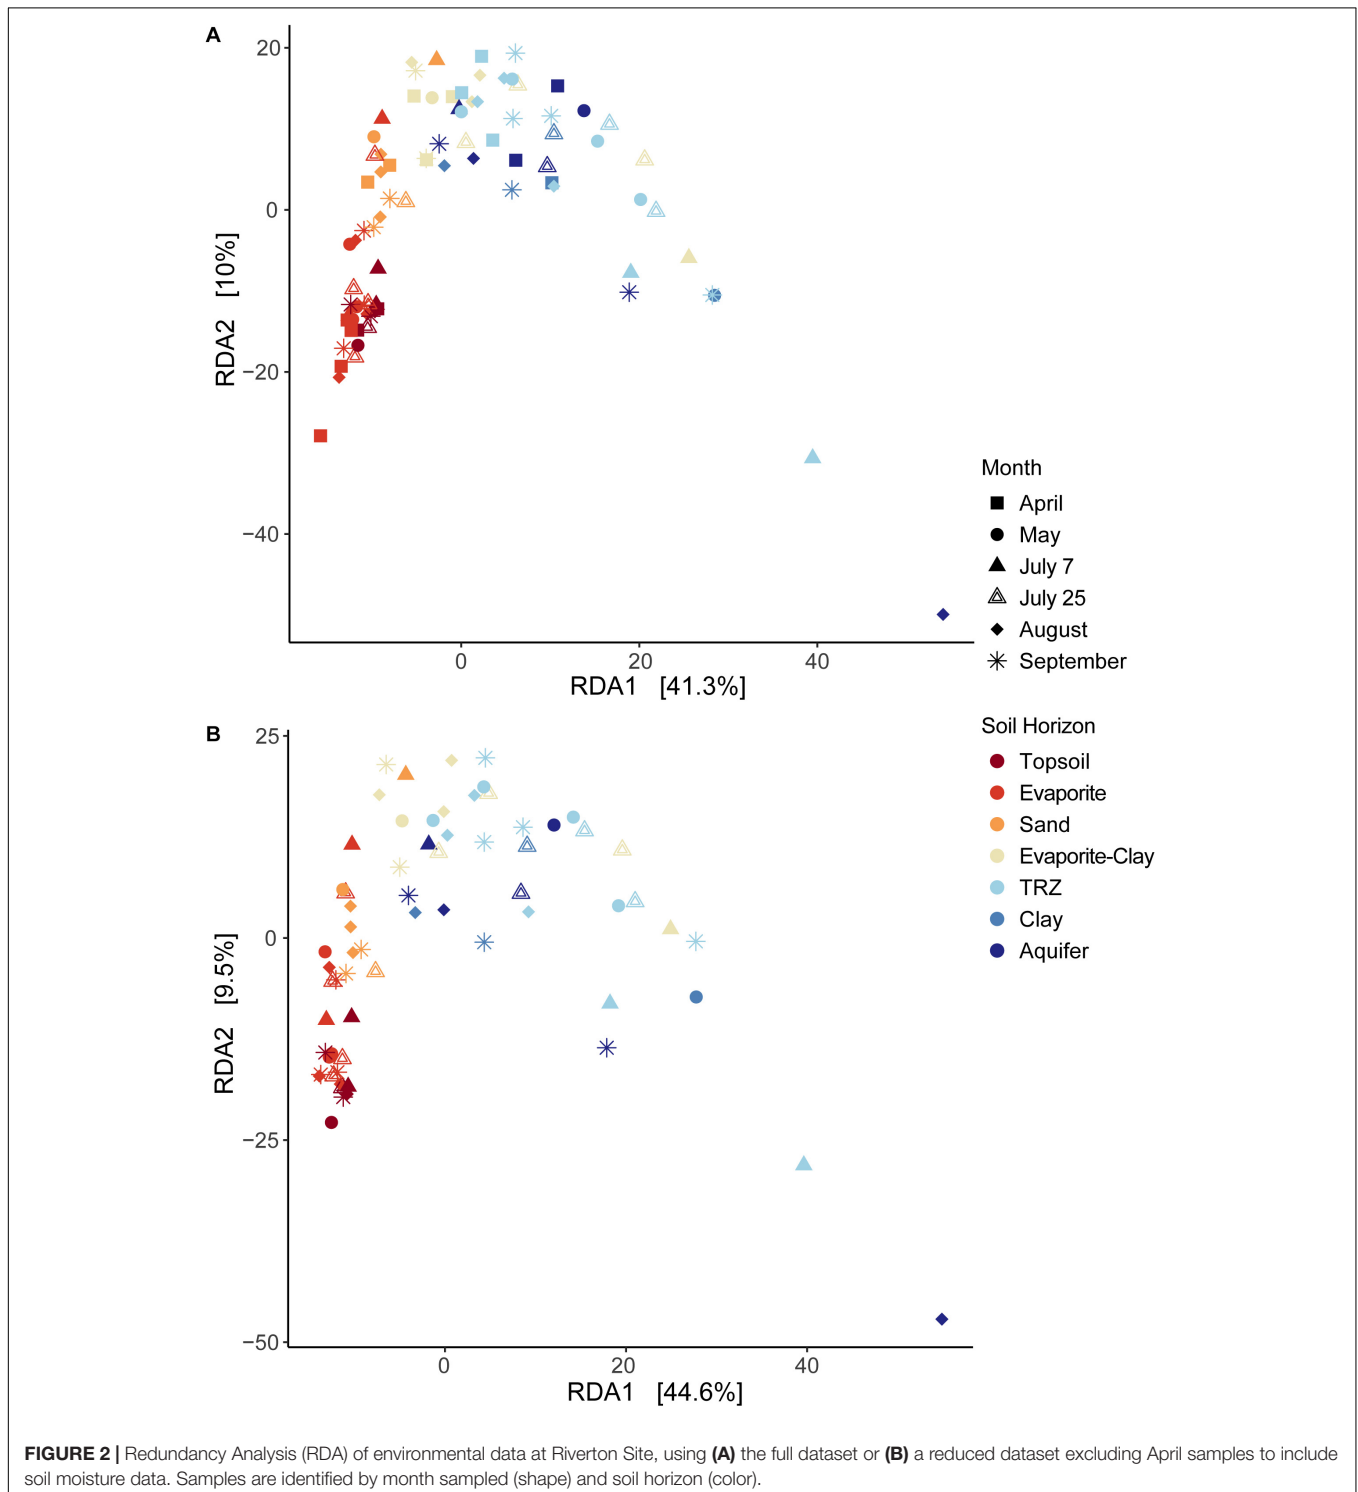 A
20
0
−20
−40
RDA2 [10%]
0 20 40
RDA1 [41.3%]
Month
April
May
July 7
July 25
August
September
B
25
0
−25
−50
RDA2 [9.5%]
0 20 40
RDA1 [44.6%]
Soil Horizon
Topsoil
Evaporite
Sand
Evaporite-Clay
TRZ
Clay
Aquifer
FIGURE 2 | Redundancy Analysis (RDA) of environmental data at Riverton Site, using (A) the full dataset or (B) a reduced dataset excluding April samples to include
soil moisture data. Samples are identified by month sampled (shape) and soil horizon (color).